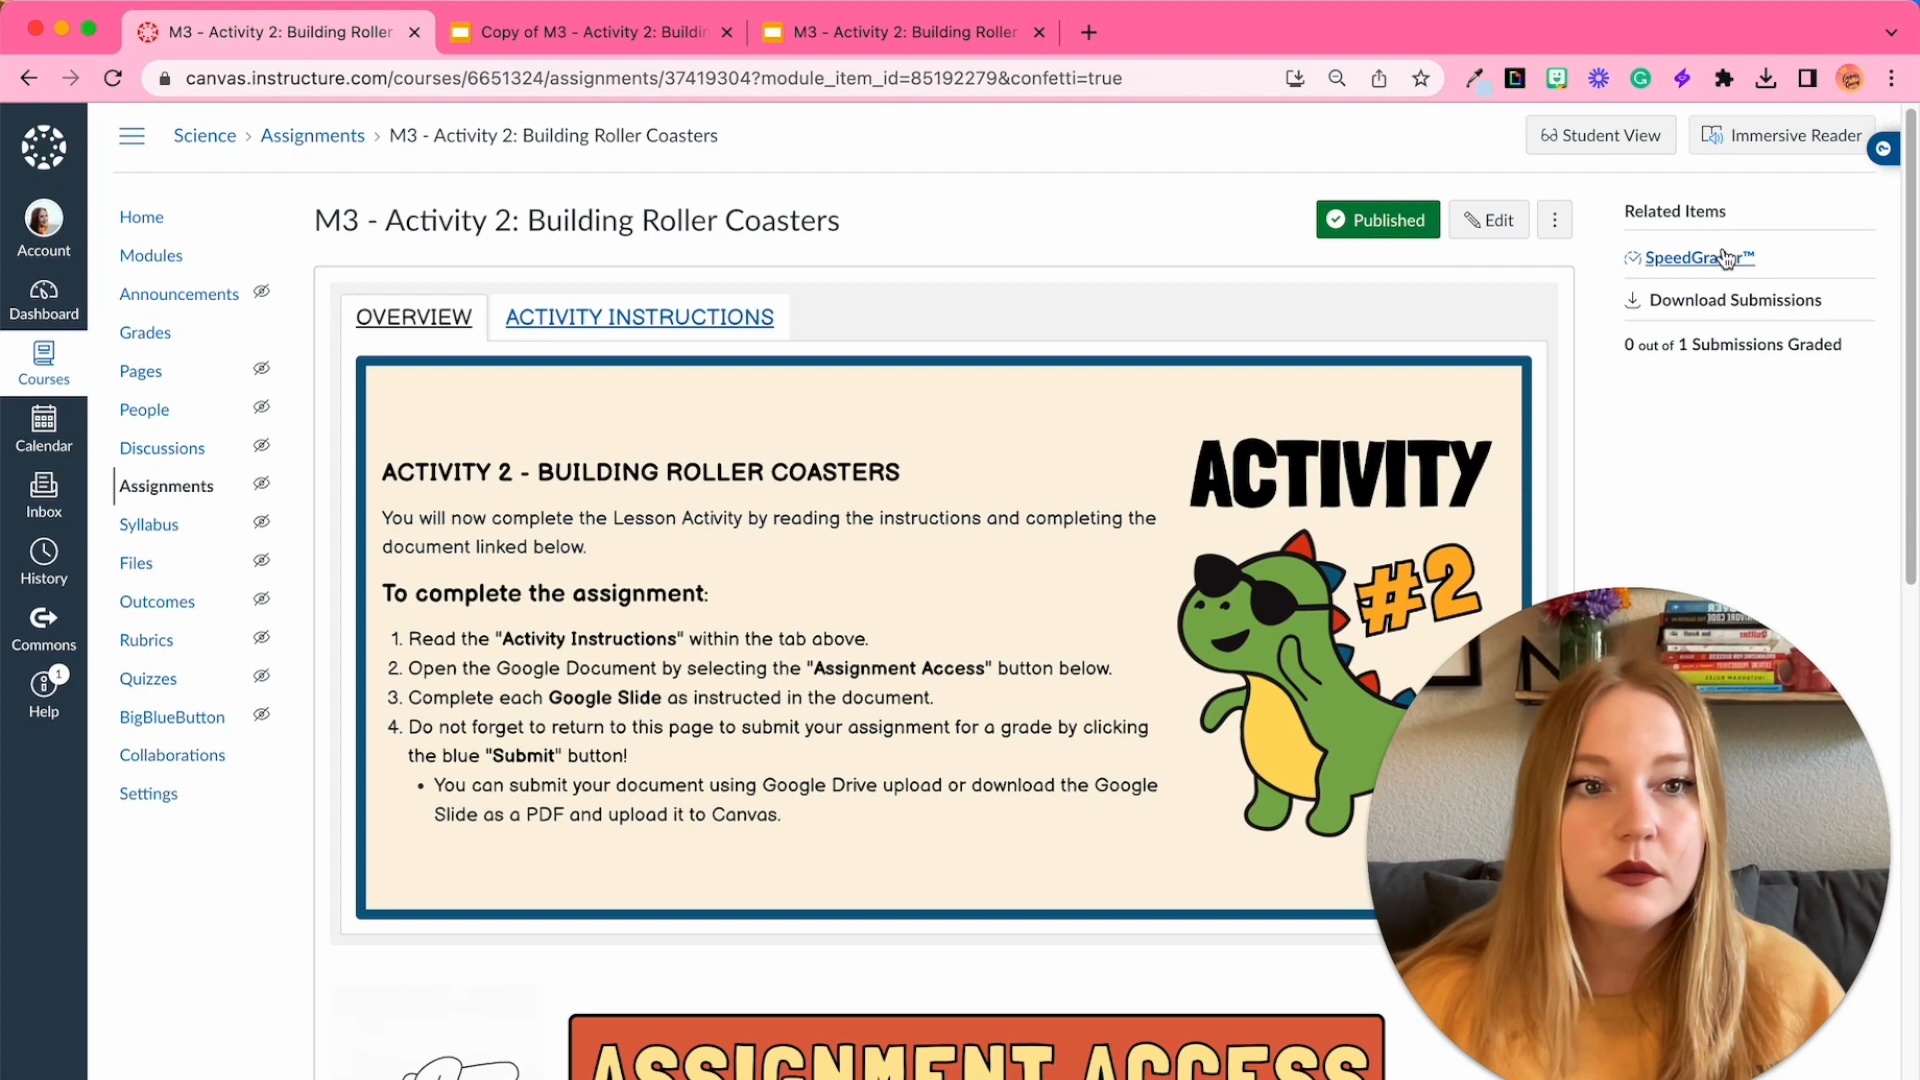 M3 - Activity 2: Building Roller
Copy of M3 - Activity 2: Buildin
M3 - Activity 2: Building Roller
canvas.instructure.com/courses/6651324/assignments/37419304?module_item_id=85192279&confetti=true
Science > Assignments > M3 - Activity 2: Building Roller Coasters
Student View
Immersive Reader
Account
Dashboard
Courses
Calendar
Inbox
History
Commons
1
Help
Home
Modules
Announcements
Grades
Pages
People
Discussions
Assignments
Syllabus
Files
Outcomes
Rubrics
Quizzes
BigBlueButton
Collaborations
Settings
M3 - Activity 2: Building Roller Coasters
Published
Edit
Related Items
SpeedGrader™
Download Submissions
0 out of 1 Submissions Graded
OVERVIEW
ACTIVITY INSTRUCTIONS
ACTIVITY 2 - BUILDING ROLLER COASTERS
You will now complete the Lesson Activity by reading the instructions and completing the
document linked below.
To complete the assignment:
1. Read the "Activity Instructions" within the tab above.
2. Open the Google Document by selecting the "Assignment Access" button below.
3. Complete each Google Slide as instructed in the document.
4. Do not forget to return to this page to submit your assignment for a grade by clicking
the blue "Submit" button!
• You can submit your document using Google Drive upload or download the Google
Slide as a PDF and upload it to Canvas.
ACTIVITY
#2
ASSIGNMENT ACCESS